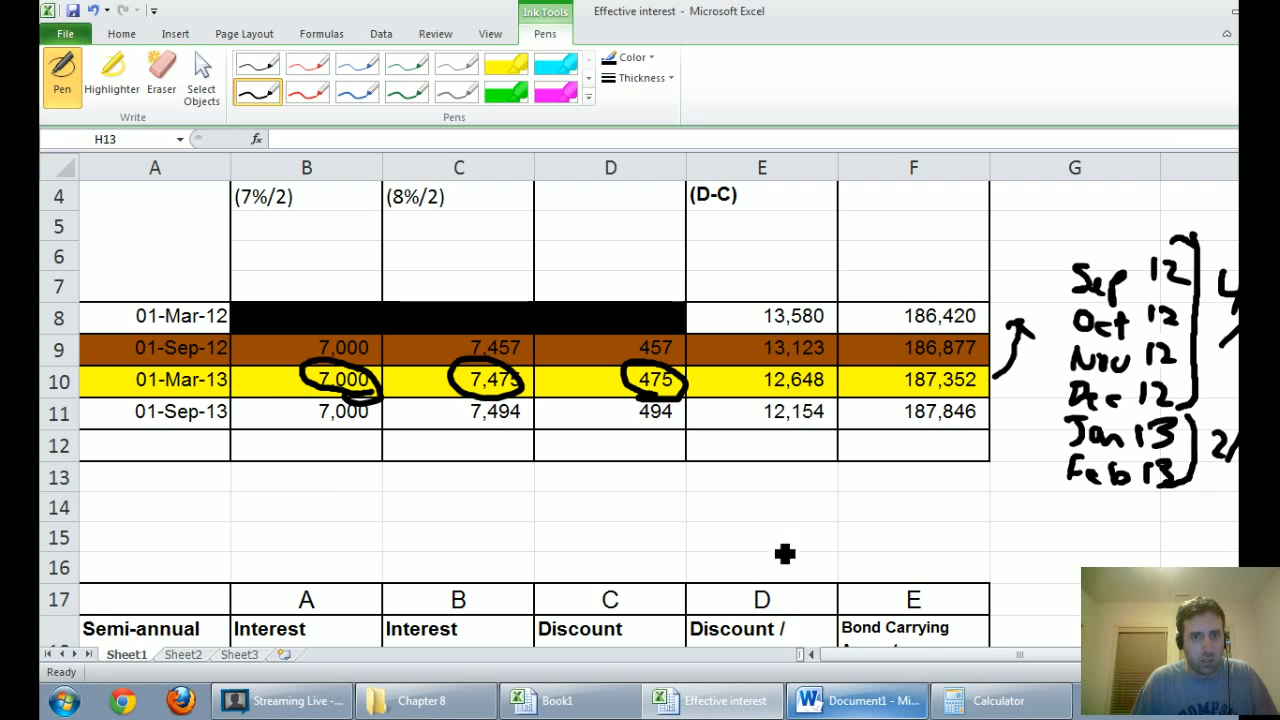 Ink Tools
Effective interest - Microsoft Excel
File Home Insert Page Layout Formulas Data Review View Pens
Pen Highlighter Eraser Select Objects
Color
Thickness
Write
Pens
H13 fx
A B C D E F G
4 (7%/2) (8%/2) (D-C)
5
6
7
8 01-Mar-12 13,580 186,420
9 01-Sep-12 7,000 7,457 457 13,123 186,877
10 01-Mar-13 7,000 7,475 475 12,648 187,352
11 01-Sep-13 7,000 7,494 494 12,154 187,846
12
13
14
15
16
17 A B C D E
Semi-annual Interest Interest Discount Discount / Bond Carrying
Sep 12
Oct 12
Nov 12
Dec 12
Jan 13
Feb 13
2/
Sheet1 Sheet2 Sheet3
Ready
Streaming Live -... Chapter 8 Book1 Effective interest Document1 - Mi... Calculator